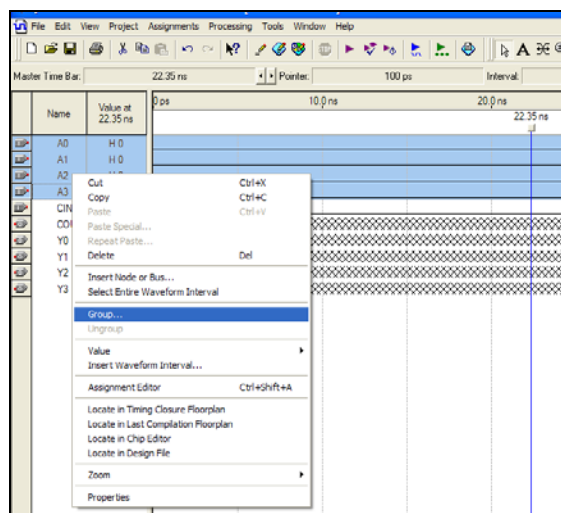 File Edit View Project Assignments Processing Tools Window Help
Master Time Bar: 22.35 ns Pointer: 100 ps Interval:
Name Value at 22.35 ns
0 ps 10.0 ns 20.0 ns
22.35 ns
A0 H 0
A1 H 0
A2
A3
CIN
Y0
Y1
Y2
Y3
Cut Ctrl+X
Copy Ctrl+C
Paste Ctrl+V
Paste Special...
Repeat Paste...
Delete Del
Insert Node or Bus...
Select Entire Waveform Interval
Group...
Ungroup
Value
Insert Waveform Interval...
Assignment Editor Ctrl+Shift+A
Locate in Timing Closure Floorplan
Locate in Last Compilation Floorplan
Locate in Chip Editor
Locate in Design File
Zoom
Properties